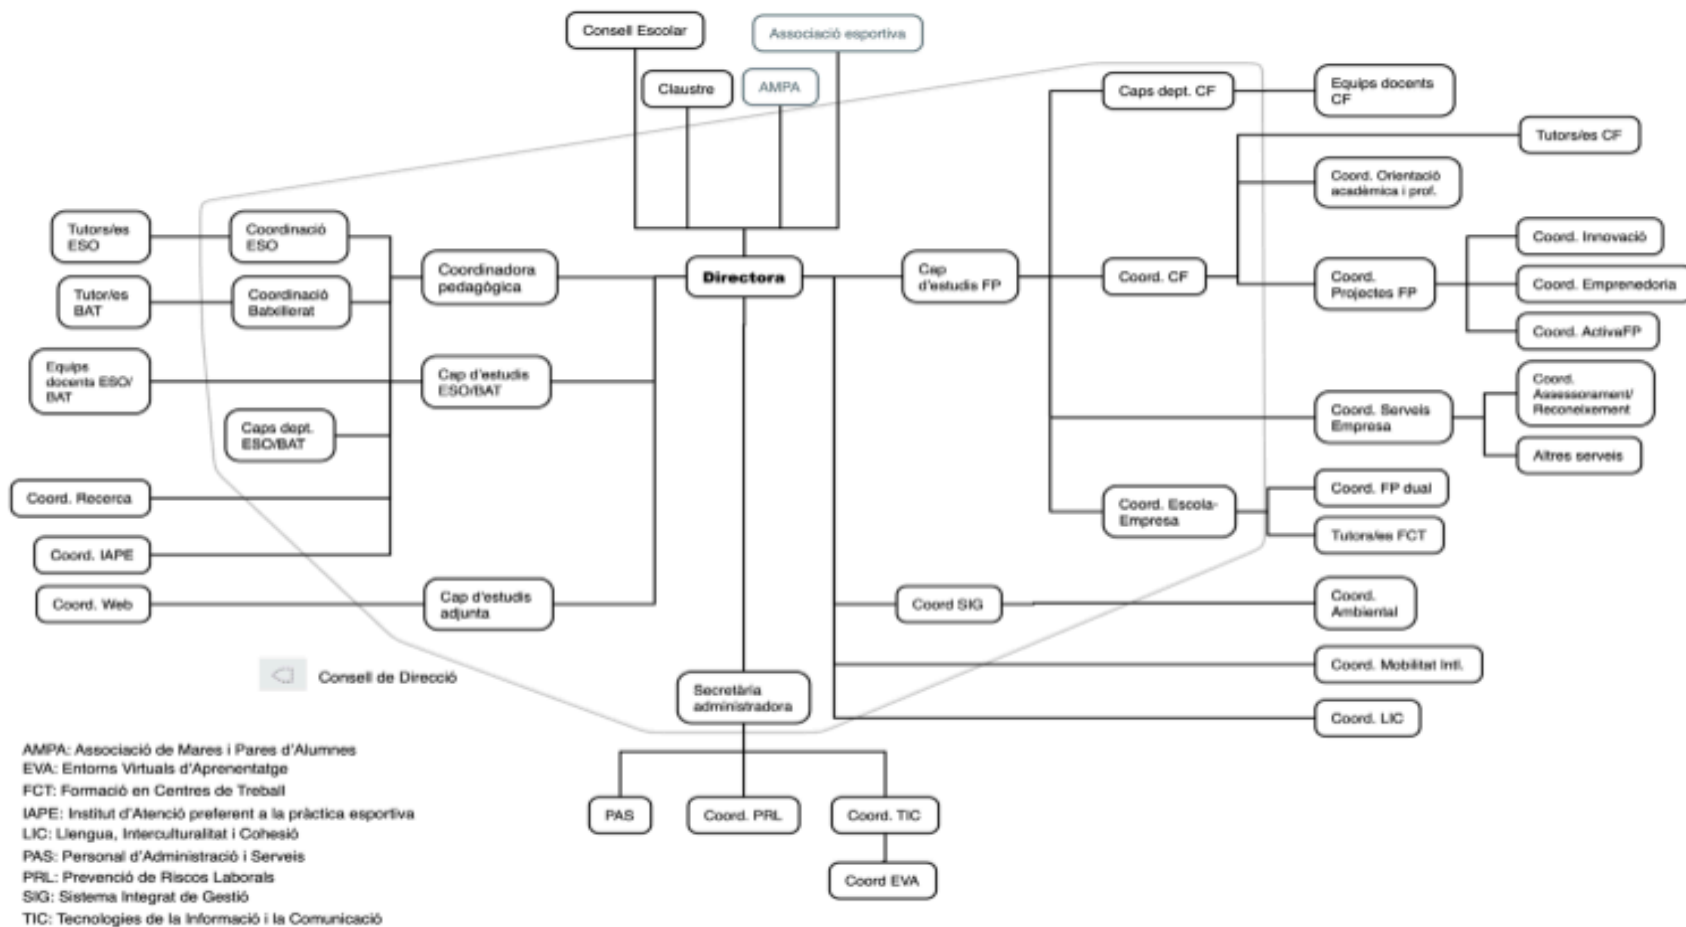 Consell Escolar
Associació esportiva
Claustre
AMPA
Caps dept. CF
Equips docents
CF
Tutors/es CF
Coord. Orientació
acadèmica i prof.
Tutors/es
ESO
Coordinació
ESO
Coordinadora
pedagògica
Directora
Cap
d'estudis FP
Coord. CF
Coord.
Projectes FP
Coord. Innovació
Coord. Emprenedoria
Coord. ActivaFP
Tutor/es
BAT
Coordinació
Batxillerat
Equips
docents ESO/
BAT
Cap d'estudis
ESO/BAT
Caps dept.
ESO/BAT
Coord. Serveis
Empresa
Coord.
Assessorament/
Reconeixement
Altres serveis
Coord. Recerca
Coord. Escola-
Empresa
Coord. FP dual
Tutors/es FCT
Coord. IAPE
Coord. Web
Cap d'estudis
adjunta
Coord SIG
Coord.
Ambiental
Coord. Mobilitat Intl.
Coord. LIC
Consell de Direcció
Secretària
administradora
PAS
Coord. PRL
Coord. TIC
Coord EVA
AMPA: Associació de Mares i Pares d'Alumnes
EVA: Entorns Virtuals d'Aprenentatge
FCT: Formació en Centres de Treball
IAPE: Institut d'Atenció preferent a la pràctica esportiva
LIC: Llengua, Interculturalitat i Cohesió
PAS: Personal d'Administració i Serveis
PRL: Prevenció de Riscos Laborals
SIG: Sistema Integrat de Gestió
TIC: Tecnologies de la Informació i la Comunicació